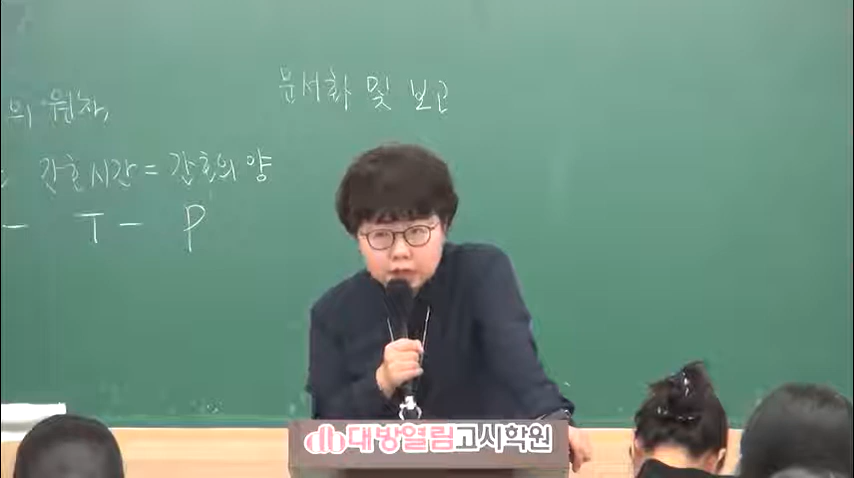 문서화 및 보고
의 원칙,
간호시간 = 간호의 양
- T - P
대방열림고시학원